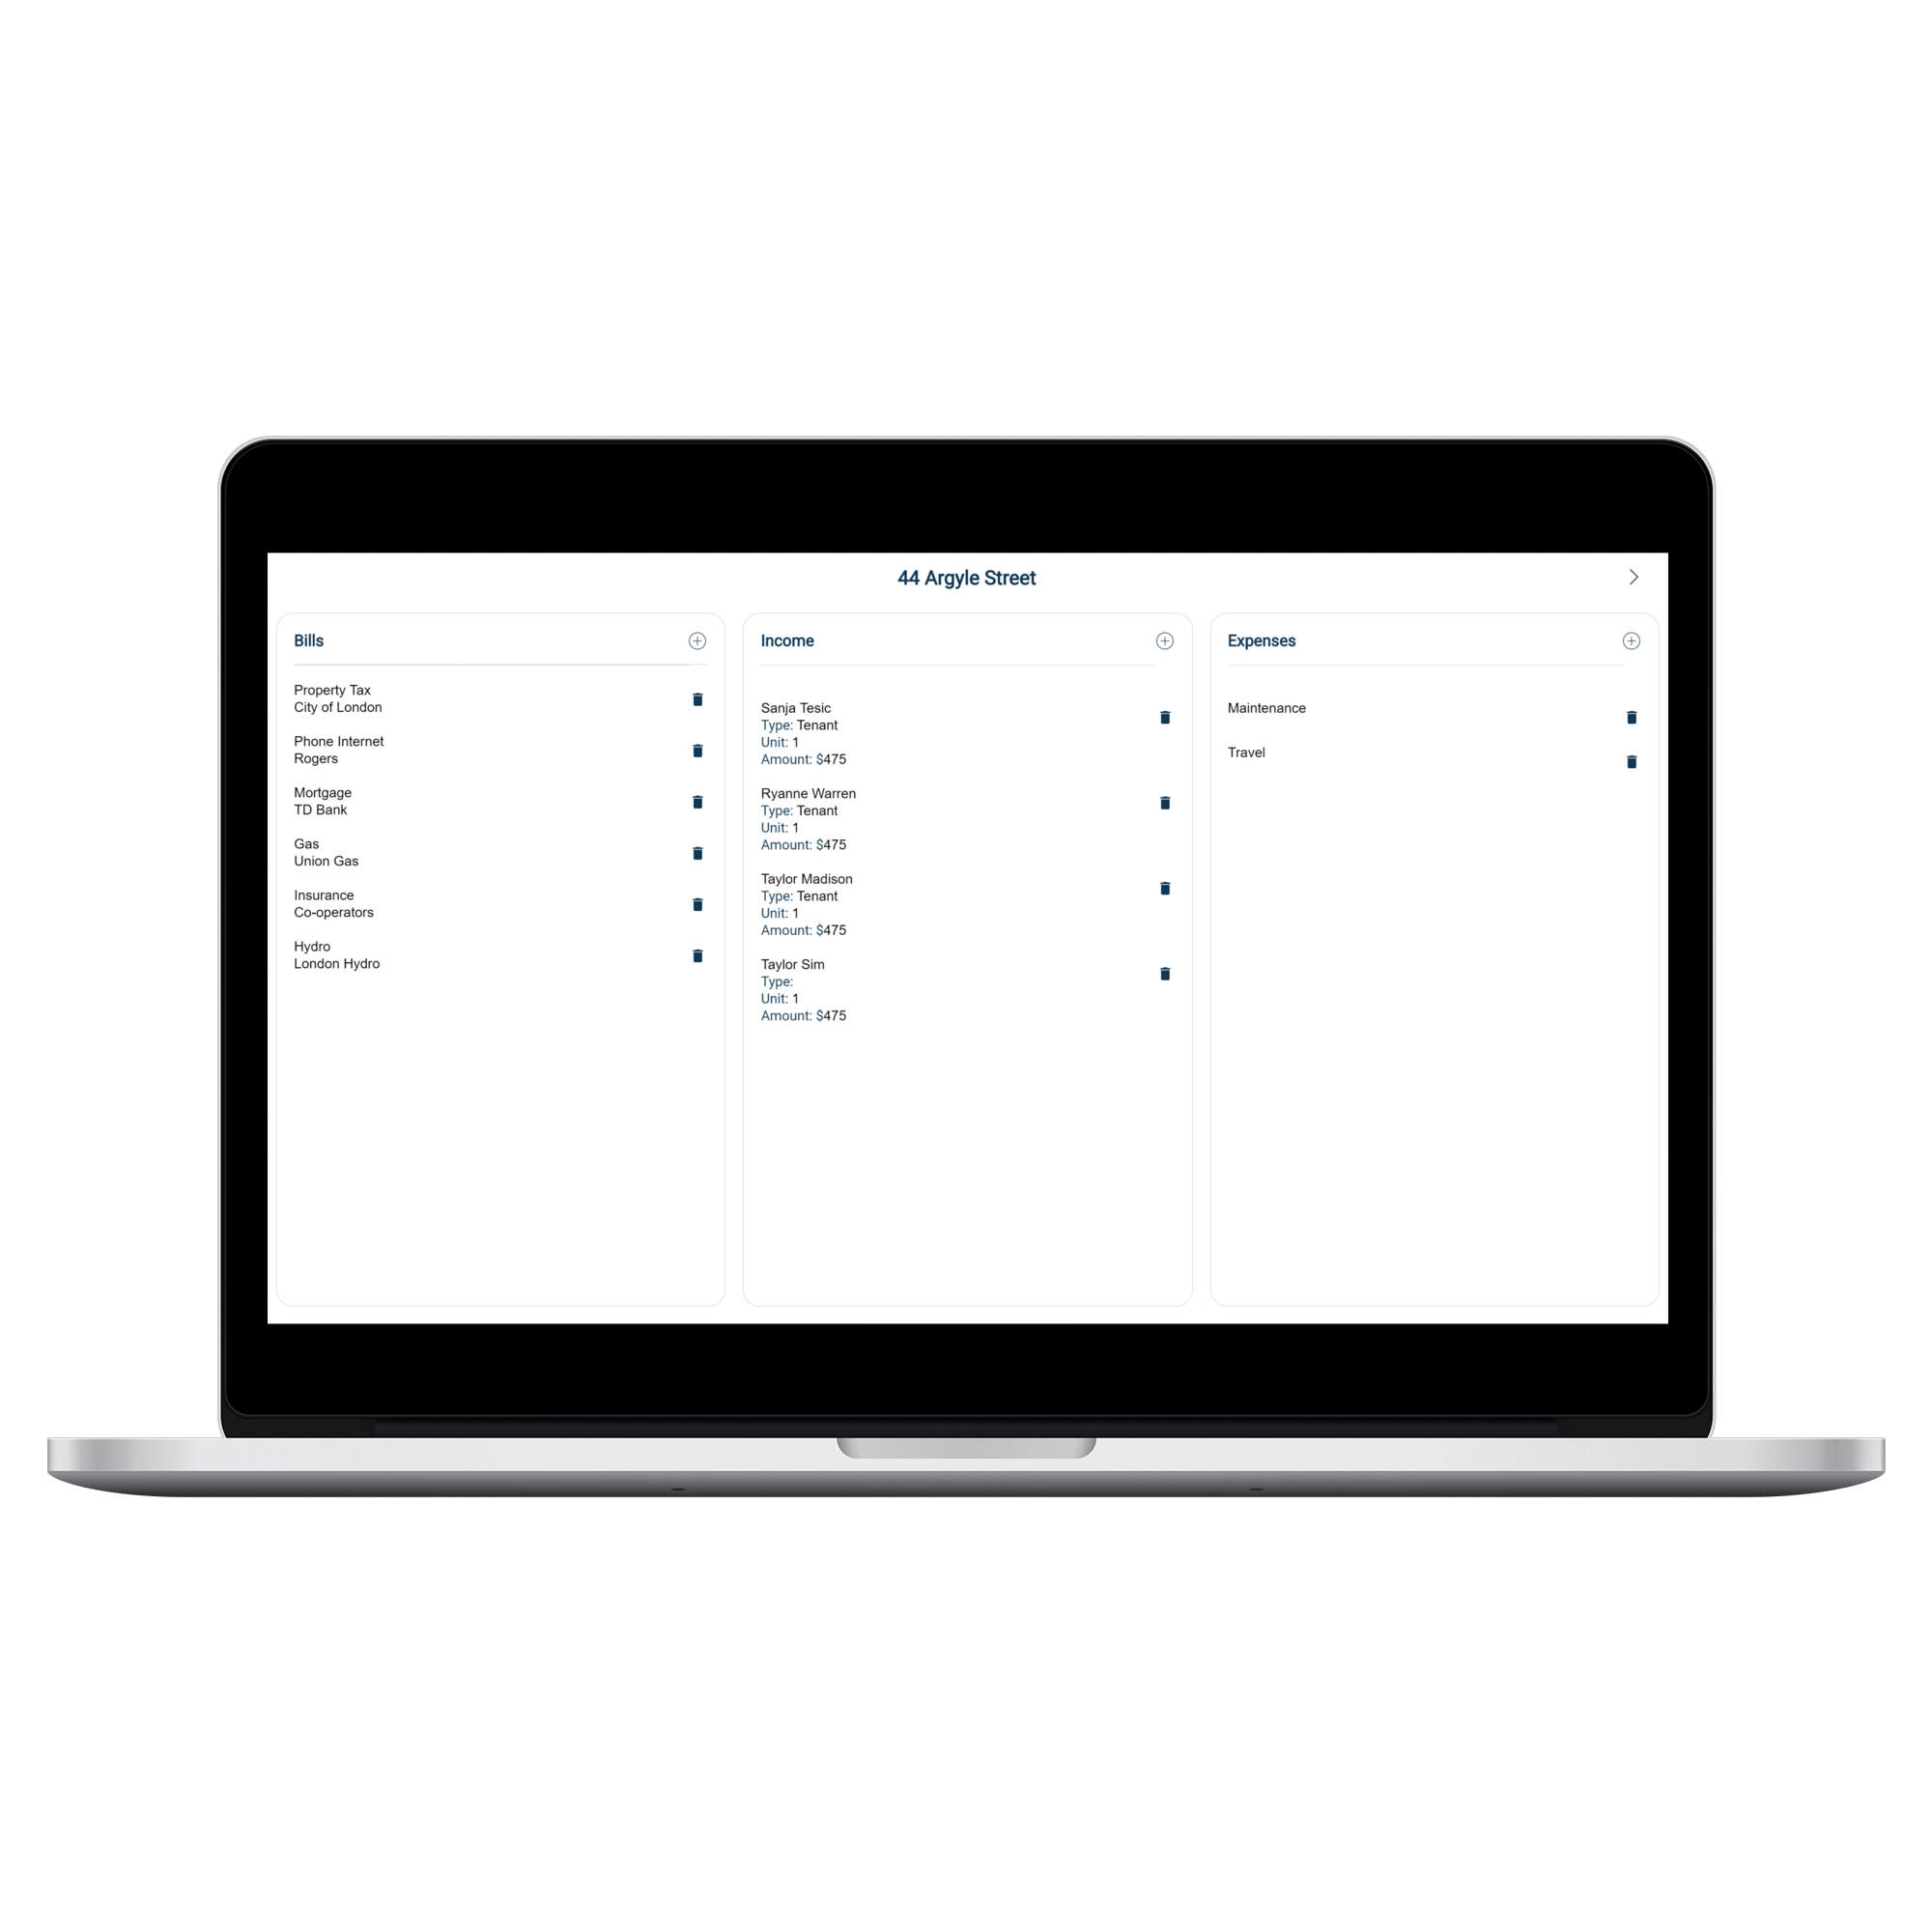 44 Argyle Street
Bills
Property Tax
City of London
Phone Internet
Rogers
Mortgage
TD Bank
Gas
Union Gas
Insurance
Co-operators
Hydro
London Hydro
Income
Sanja Tesic
Type: Tenant
Unit: 1
Amount: $475
Ryanne Warren
Type: Tenant
Unit: 1
Amount: $475
Taylor Madison
Type: Tenant
Unit: 1
Amount: $475
Taylor Sim
Type:
Unit: 1
Amount: $475
Expenses
Maintenance
Travel